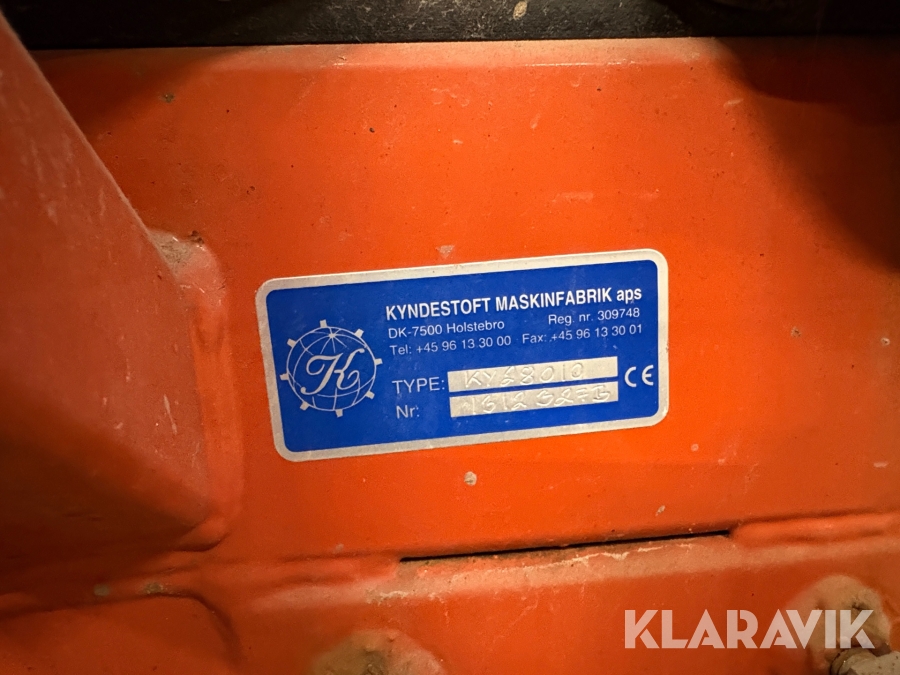 KYNDESTOFT MASKINFABRIK aps
DK-7500 Holstebro Reg. nr. 309748
Tel: +45 96 13 30 00 Fax: +45 96 13 30 01
K
TYPE: KY28010 CE
Nr:
KLARAVIK